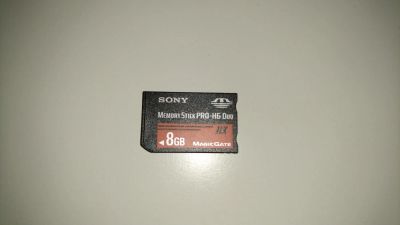 SONY
MEMORY STICK PRO-HG DUO
HX
8GB
MAGICGATE